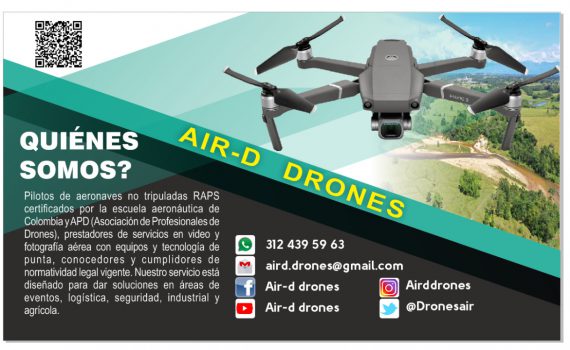 QUIÉNES
SOMOS?
AIR-D DRONES
Pilotos de aeronaves no tripuladas RAPS
certificados por la escuela aeronáutica de
Colombia y APD (Asociación de Profesionales de
Drones), prestadores de servicios en video y
fotografía aérea con equipos y tecnología de
punta, conocedores y cumplidores de
normatividad legal vigente. Nuestro servicio está
diseñado para dar soluciones en áreas de
eventos, logística, seguridad, industrial y
agrícola.
312 439 59 63
aird.drones@gmail.com
Air-d drones
Airddrones
Air-d drones
@Dronesair